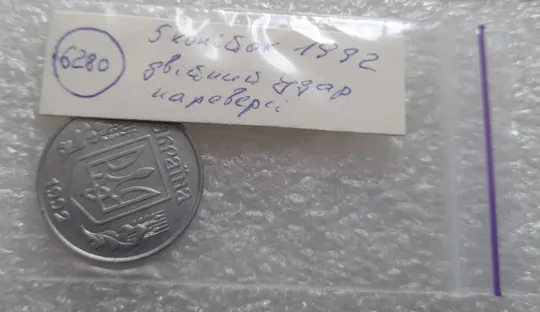 6280
5 копійок 1992
двійний удар
на реверсі
Україна
1992